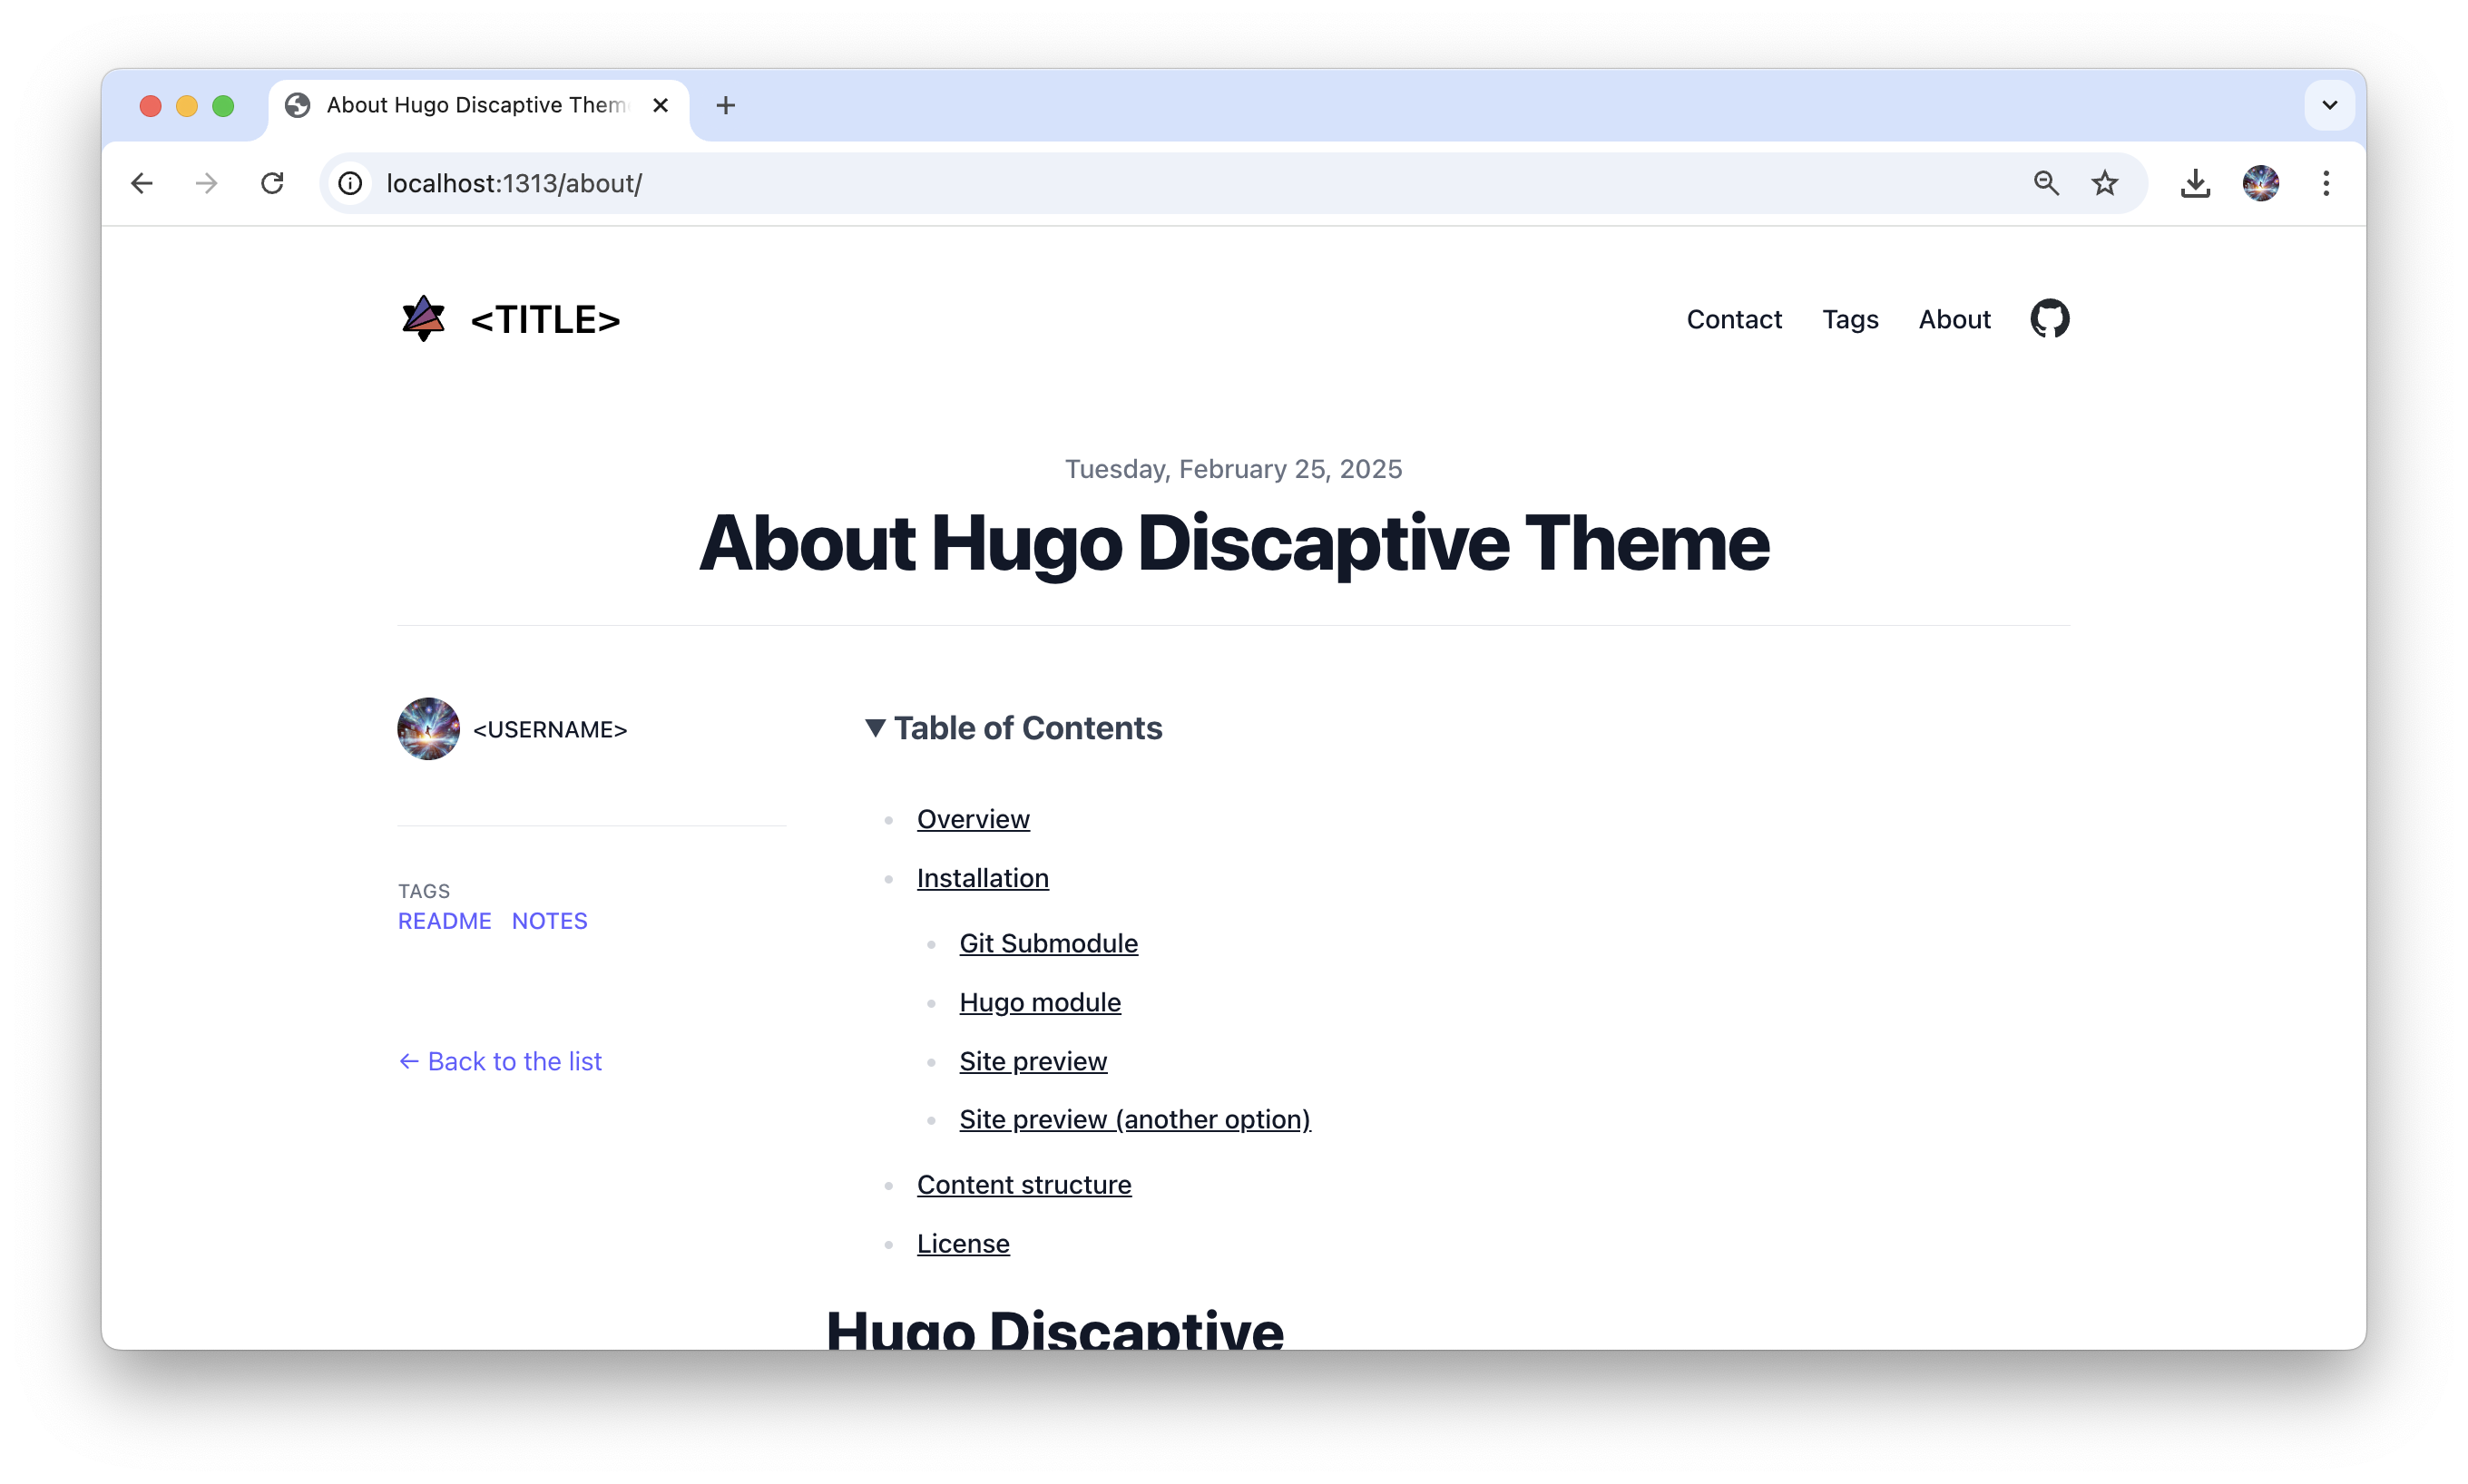 About Hugo Discaptive Them
localhost:1313/about/
<TITLE>
Contact Tags About
Tuesday, February 25, 2025
About Hugo Discaptive Theme
<USERNAME>
TAGS
README NOTES
← Back to the list
▼ Table of Contents
Overview
Installation
Git Submodule
Hugo module
Site preview
Site preview (another option)
Content structure
License
Hugo Discaptive